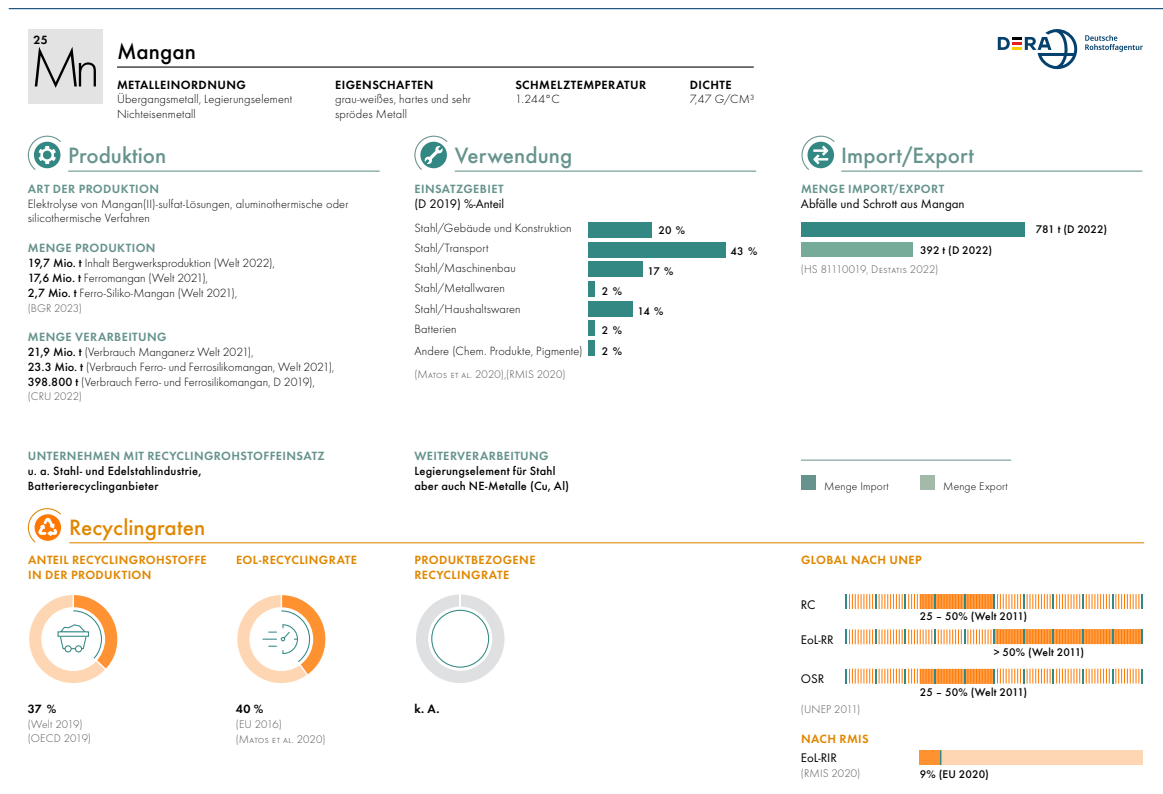 25
Mn
Mangan
DERA
Deutsche
Rohstoffagentur
METALLEINORDNUNG
Übergangsmetall, Legierungselement
Nichteisenmetall
EIGENSCHAFTEN
grau-weißes, hartes und sehr
sprödes Metall
SCHMELZTEMPERATUR
1.244°C
DICHTE
7,47 G/CM³
Produktion
ART DER PRODUKTION
Elektrolyse von Mangan(II)-sulfat-Lösungen, aluminothermische oder
silicothermische Verfahren
MENGE PRODUKTION
19,7 Mio. t Inhalt Bergwerksproduktion (Welt 2022),
17,6 Mio. t Ferromangan (Welt 2021),
2,7 Mio. t Ferro-Siliko-Mangan (Welt 2021),
(BGR 2023)
MENGE VERARBEITUNG
21,9 Mio. t (Verbrauch Manganerz Welt 2021),
23.3 Mio. t (Verbrauch Ferro- und Ferrosilikomangan, Welt 2021),
398.800 t (Verbrauch Ferro- und Ferrosilikomangan, D 2019),
(CRU 2022)
UNTERNEHMEN MIT RECYCLINGROHSTOFFEINSATZ
u. a. Stahl- und Edelstahlindustrie,
Batterierecyclinganbieter
Verwendung
EINSATZGEBIET
(D 2019) %-Anteil
Stahl/Gebäude und Konstruktion 20 %
Stahl/Transport 43 %
Stahl/Maschinenbau 17 %
Stahl/Metallwaren 2 %
Stahl/Haushaltswaren 14 %
Batterien 2 %
Andere (Chem. Produkte, Pigmente) 2 %
(MATOS ET AL. 2020),(RMIS 2020)
WEITERVERARBEITUNG
Legierungselement für Stahl
aber auch NE-Metalle (Cu, Al)
Import/Export
MENGE IMPORT/EXPORT
Abfälle und Schrott aus Mangan
781 t (D 2022)
392 t (D 2022)
(HS 81110019, DESTATIS 2022)
Menge Import
Menge Export
Recyclingraten
ANTEIL RECYCLINGROHSTOFFE
IN DER PRODUKTION
37 %
(Welt 2019)
(OECD 2019)
EOL-RECYCLINGRATE
40 %
(EU 2016)
(MATOS ET AL. 2020)
PRODUKTBEZOGENE
RECYCLINGRATE
k. A.
GLOBAL NACH UNEP
RC
25 – 50% (Welt 2011)
EoL-RR
> 50% (Welt 2011)
OSR
25 – 50% (Welt 2011)
(UNEP 2011)
NACH RMIS
EoL-RIR
(RMIS 2020)
9% (EU 2020)